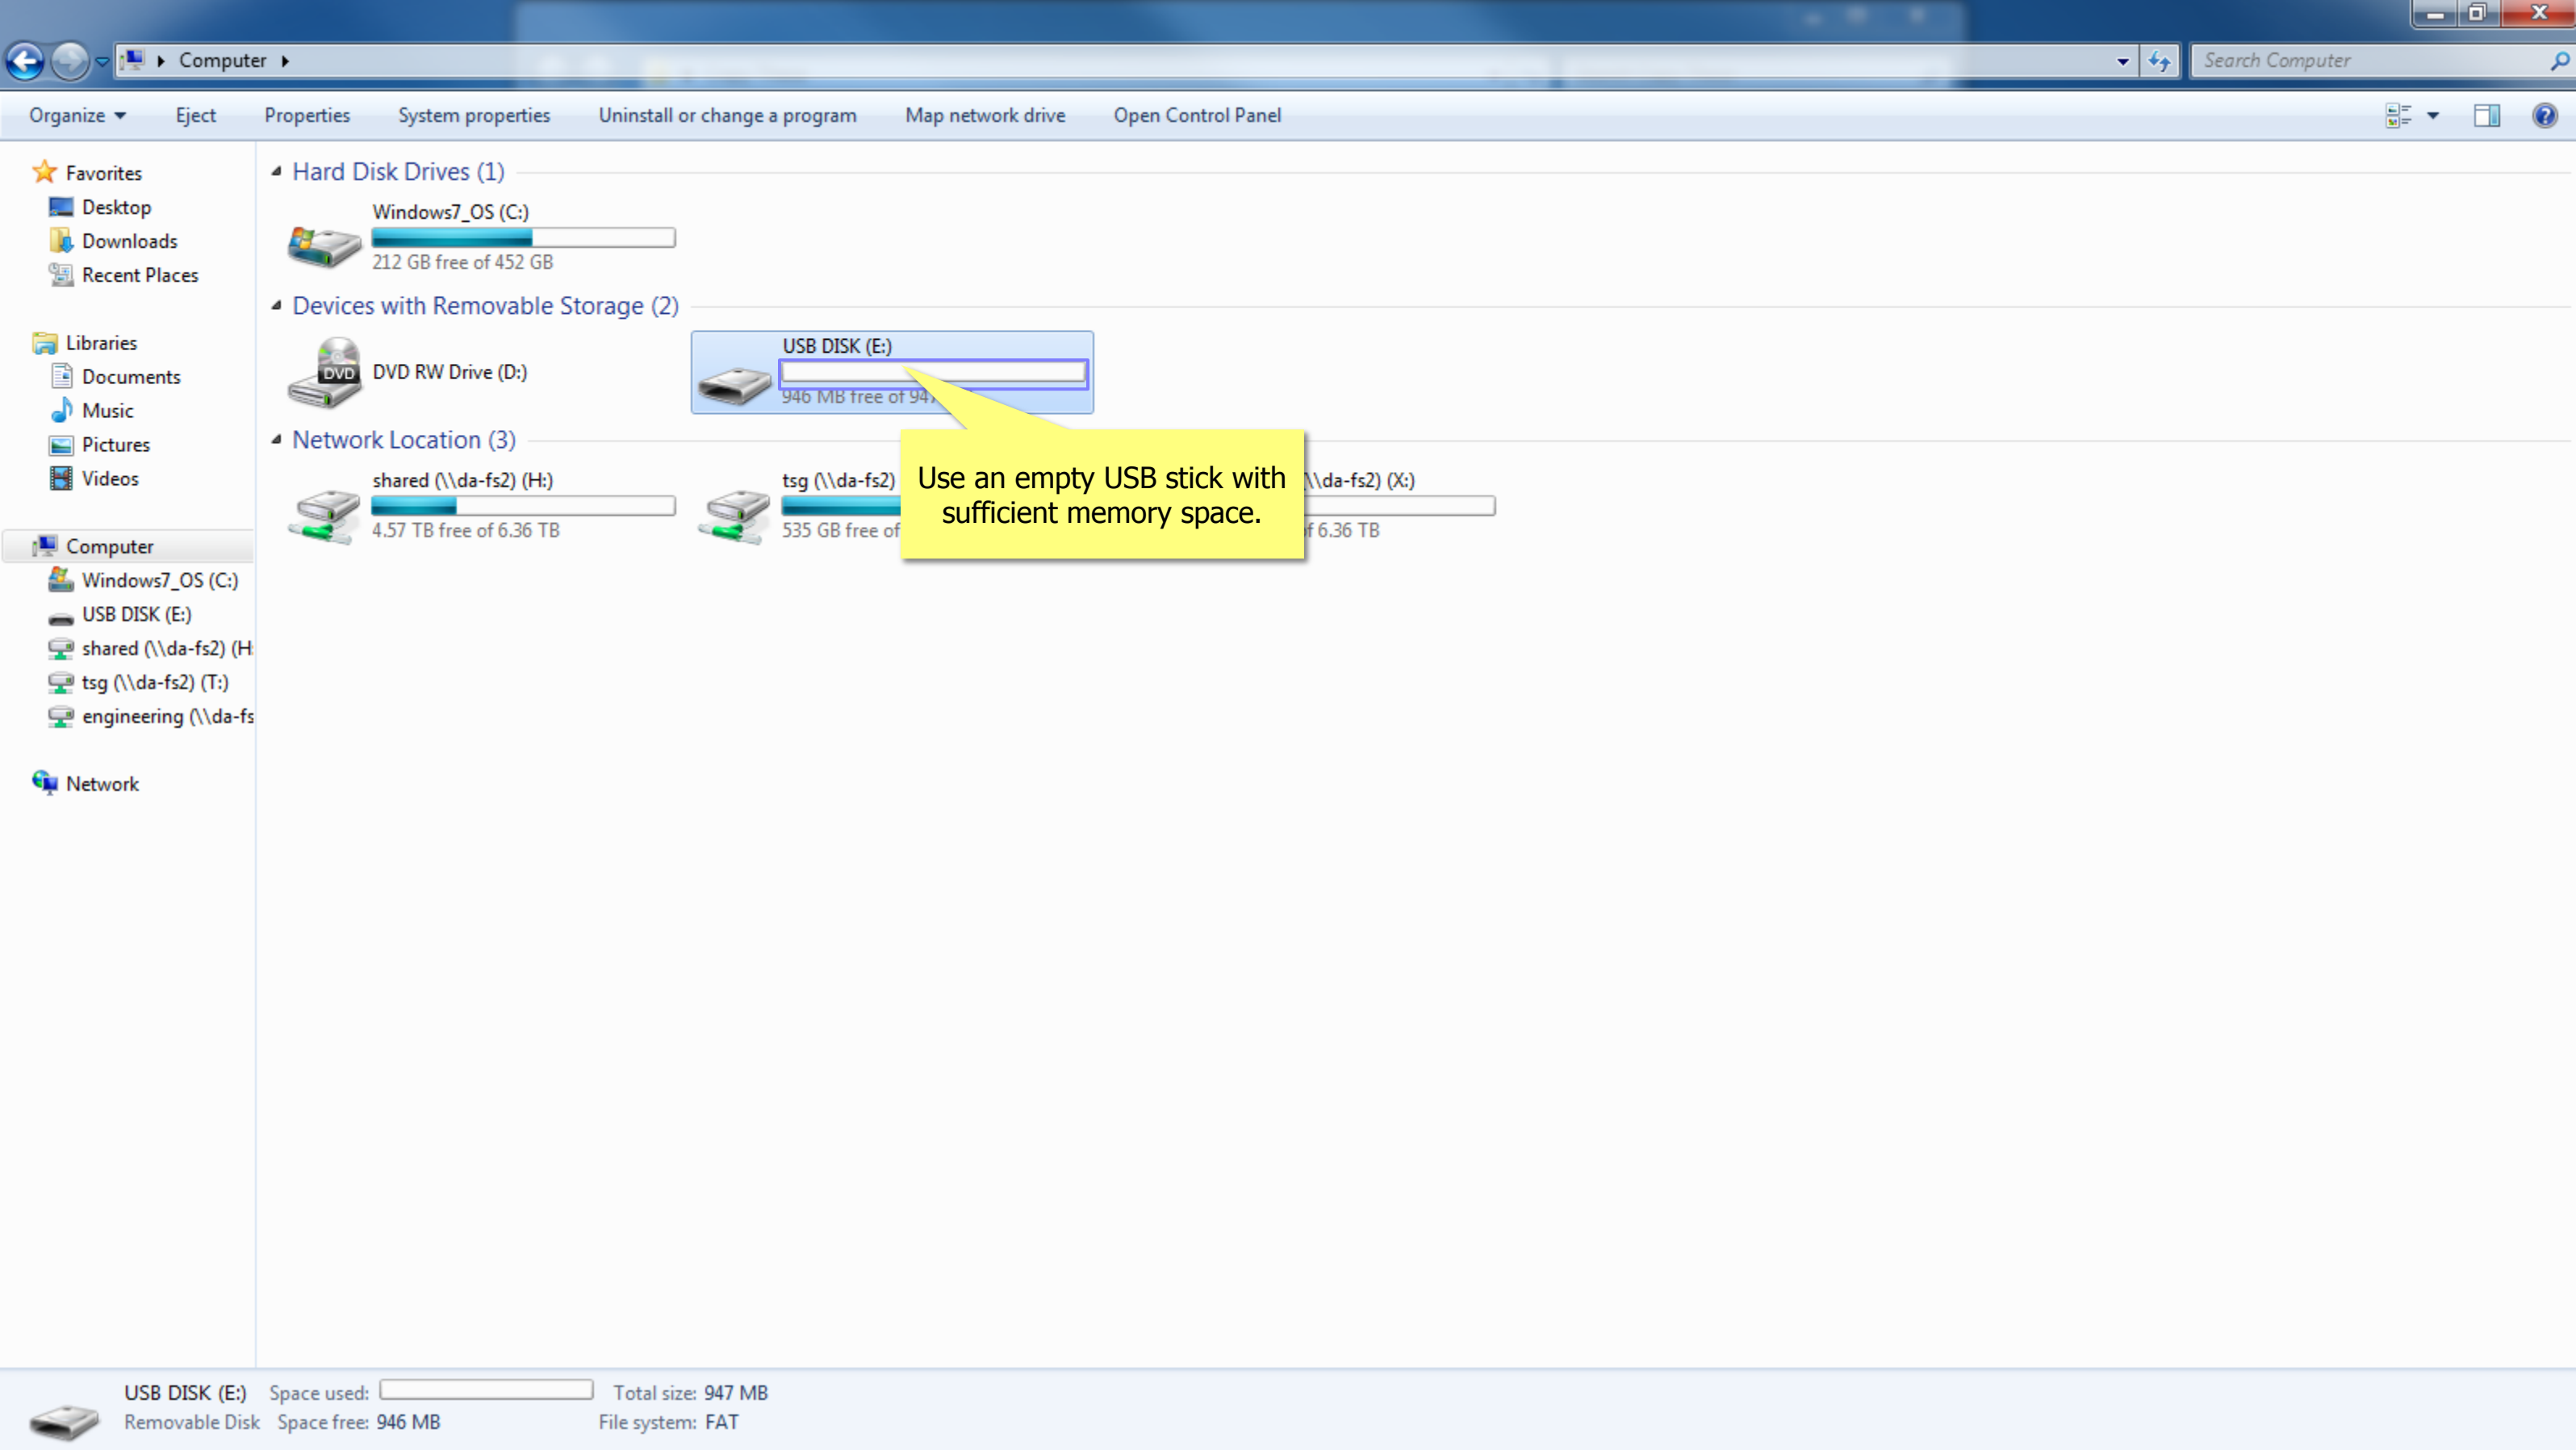 Computer
Search Computer
Organize Eject Properties System properties Uninstall or change a program Map network drive Open Control Panel
Favorites
Desktop
Downloads
Recent Places
Libraries
Documents
Music
Pictures
Videos
Computer
Windows7_OS (C:)
USB DISK (E:)
shared (\\da-fs2) (H:
tsg (\\da-fs2) (T:)
engineering (\\da-fs
Network
Hard Disk Drives (1)
Windows7_OS (C:)
212 GB free of 452 GB
Devices with Removable Storage (2)
DVD
DVD RW Drive (D:)
USB DISK (E:)
946 MB free of 947
Network Location (3)
shared (\\da-fs2) (H:)
4.57 TB free of 6.36 TB
tsg (\\da-fs2)
535 GB free of
\\da-fs2) (X:)
of 6.36 TB
Use an empty USB stick with
sufficient memory space.
USB DISK (E:) Space used: Total size: 947 MB
Removable Disk Space free: 946 MB File system: FAT